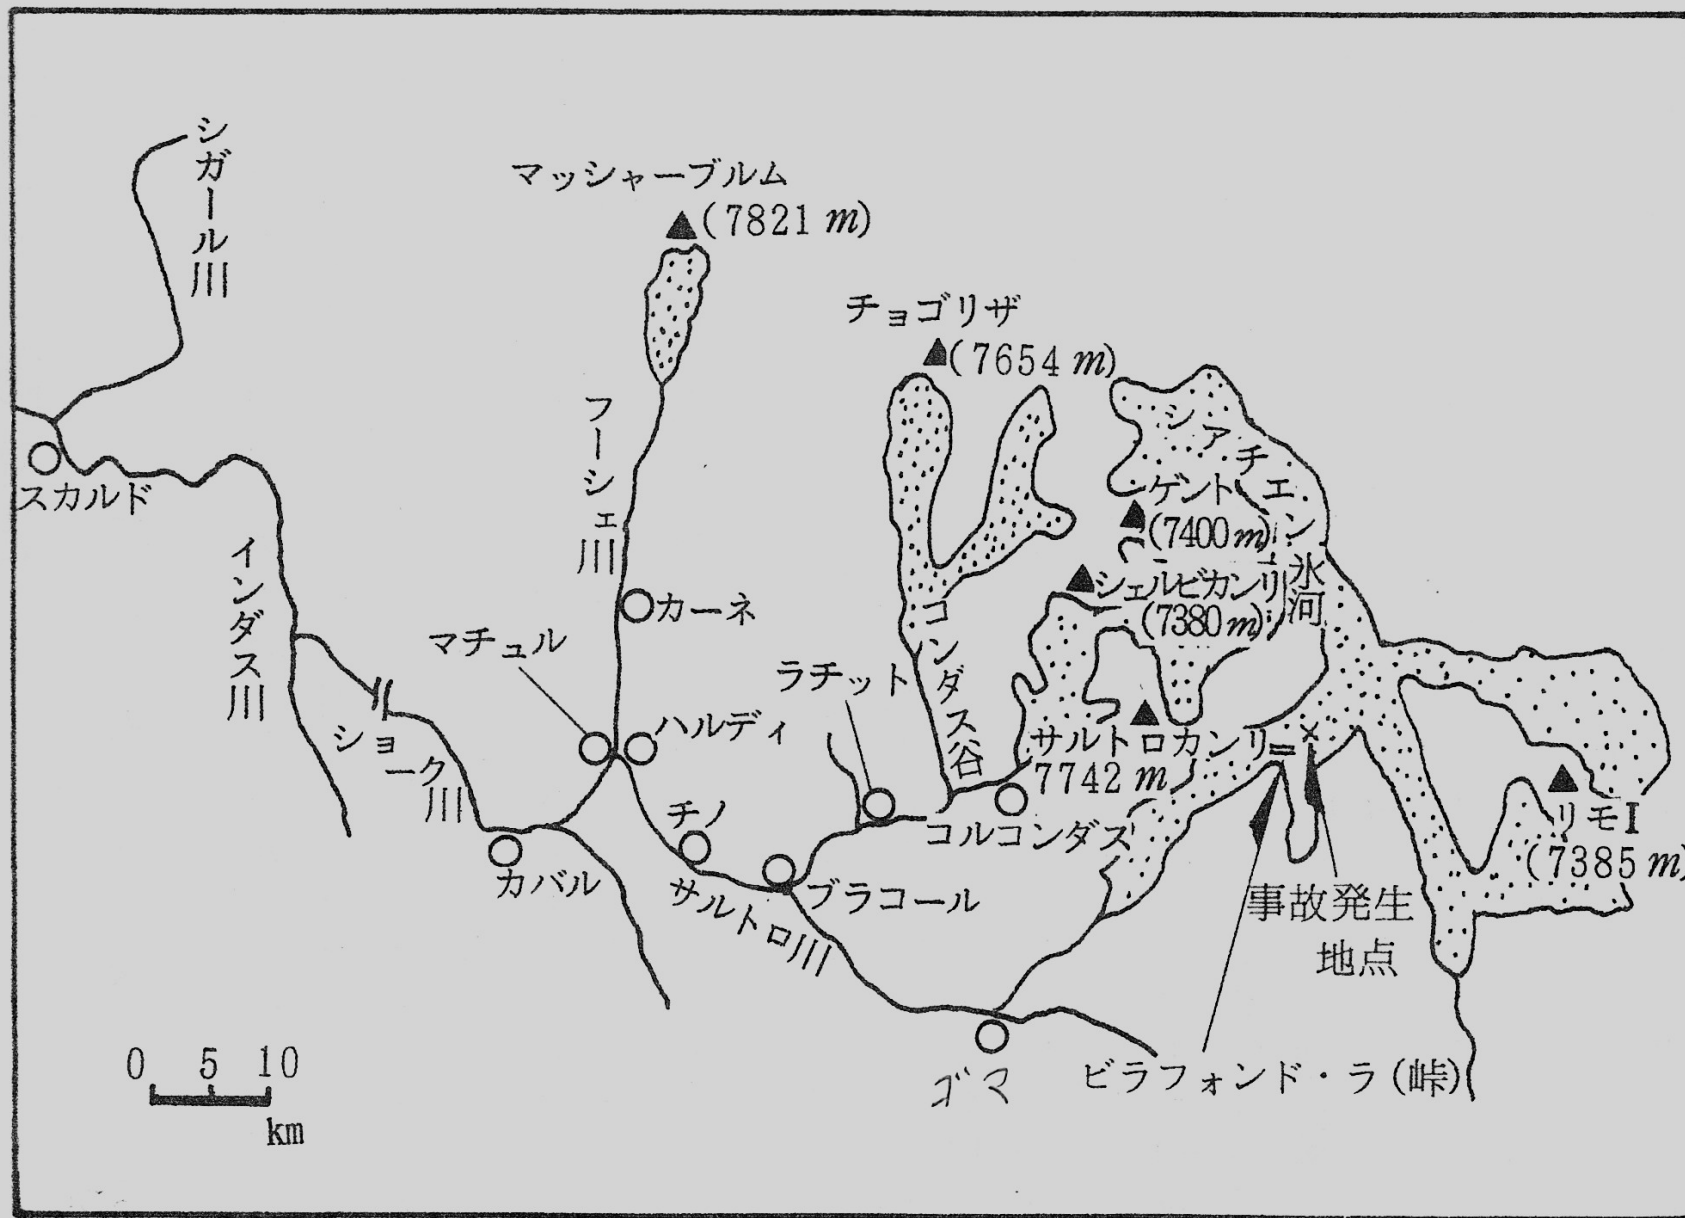 シガール川
マッシャーブルム
(7821 m)
チョゴリザ
(7654 m)
シアチェン氷河
ゲント
(7400 m)
シェルピカンリ
(7380 m)
フーシェ川
スカルド
インダス川
カーネ
マチュル
ハルディ
ラチット
コンダス谷
サルトロカンリ
7742 m
ショーク川
チノ
コルコンダス
リモI
(7385 m)
カバル
サルトロ川
ブラコール
事故発生
地点
ゴマ
ビラフォンド・ラ(峠)
0 5 10
km